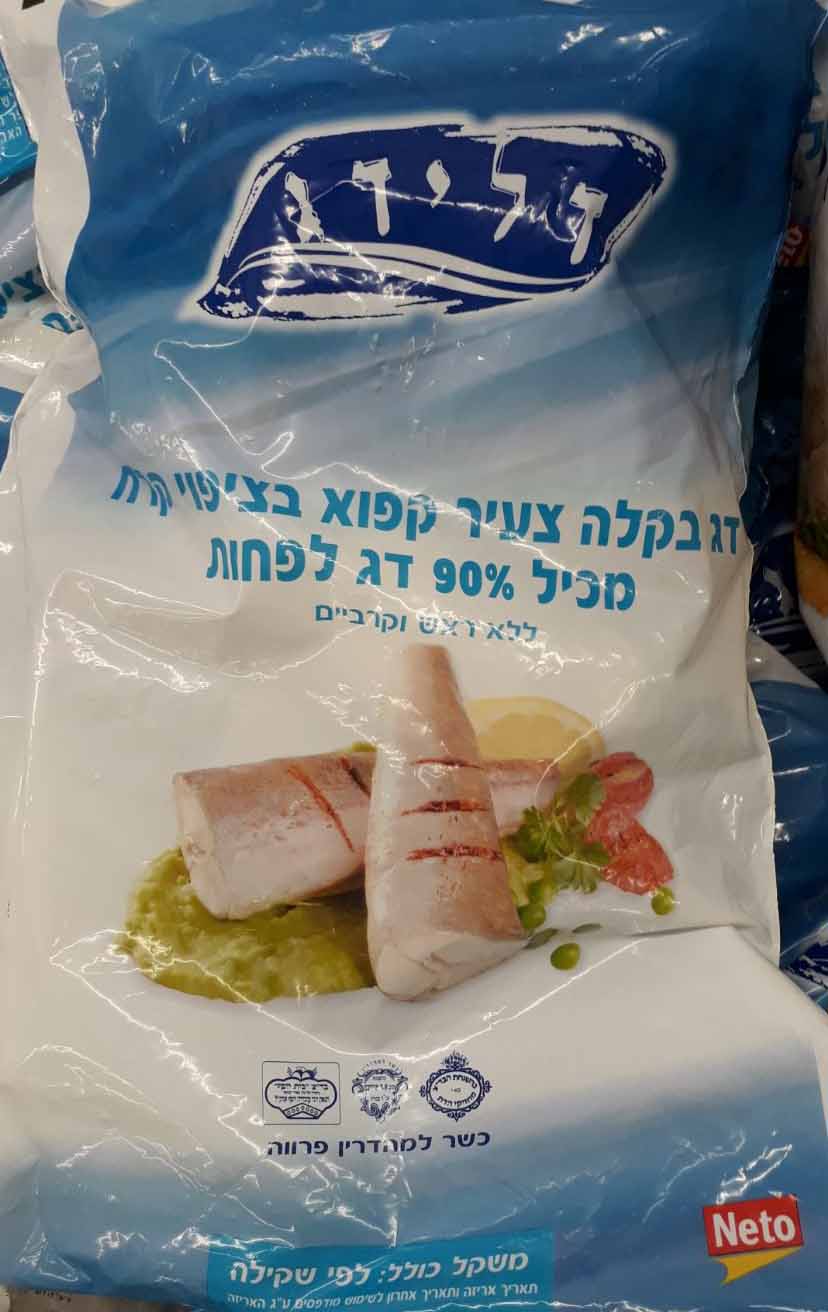 דלידג
דג בקלה צעיר קפוא בציפוי קרח
מכיל 90% דג לפחות
ללא ראש וקרביים
כשר למהדרין פרווה
Neto
משקל כולל: לפי שקילה
תאריך אריזה ותאריך אחרון לשימוש מודפסים ע"ג האריזה